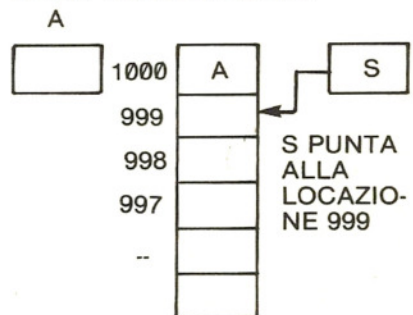 A
1000 A S
999
998
997
--
S PUNTA
ALLA
LOCAZIO-
NE 999